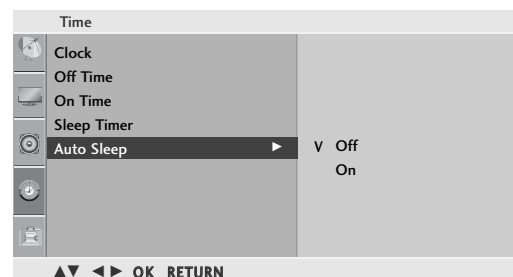 Time
Clock
Off Time
On Time
Sleep Timer
Auto Sleep ►
V Off
On
▲▼ ◄► OK RETURN